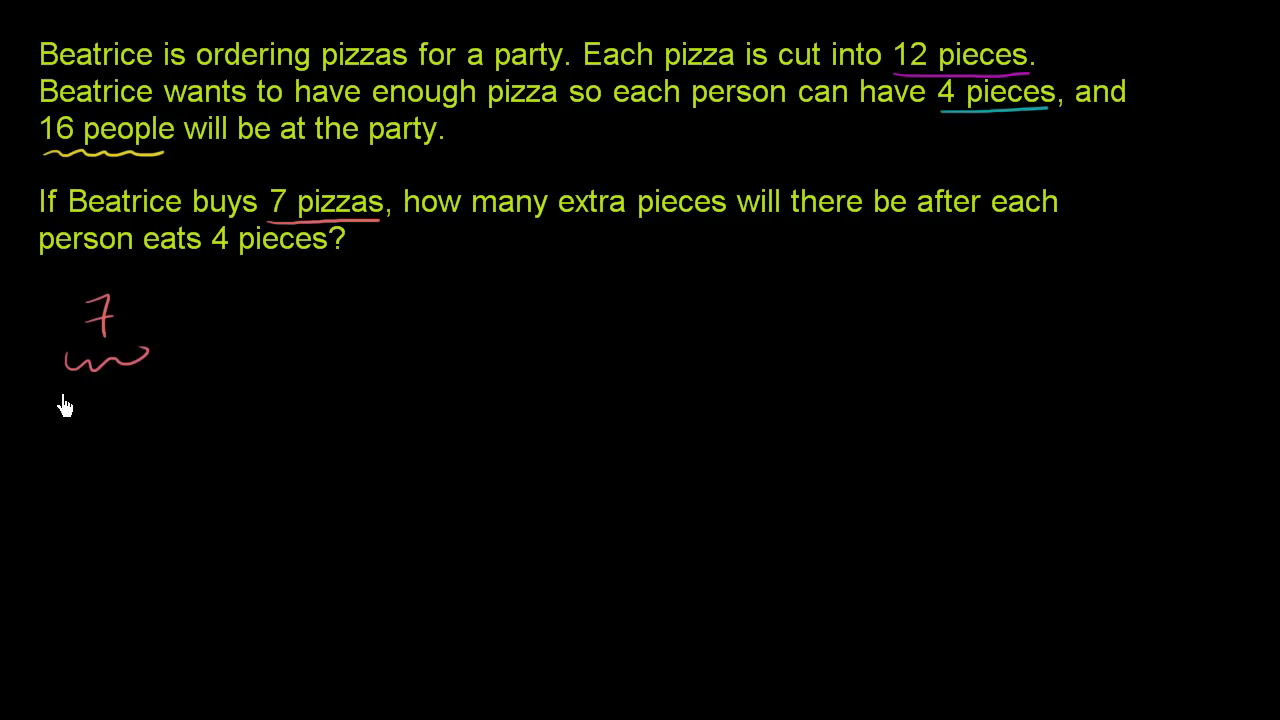 Beatrice is ordering pizzas for a party. Each pizza is cut into 12 pieces.
Beatrice wants to have enough pizza so each person can have 4 pieces, and
16 people will be at the party.
If Beatrice buys 7 pizzas, how many extra pieces will there be after each
person eats 4 pieces?
7